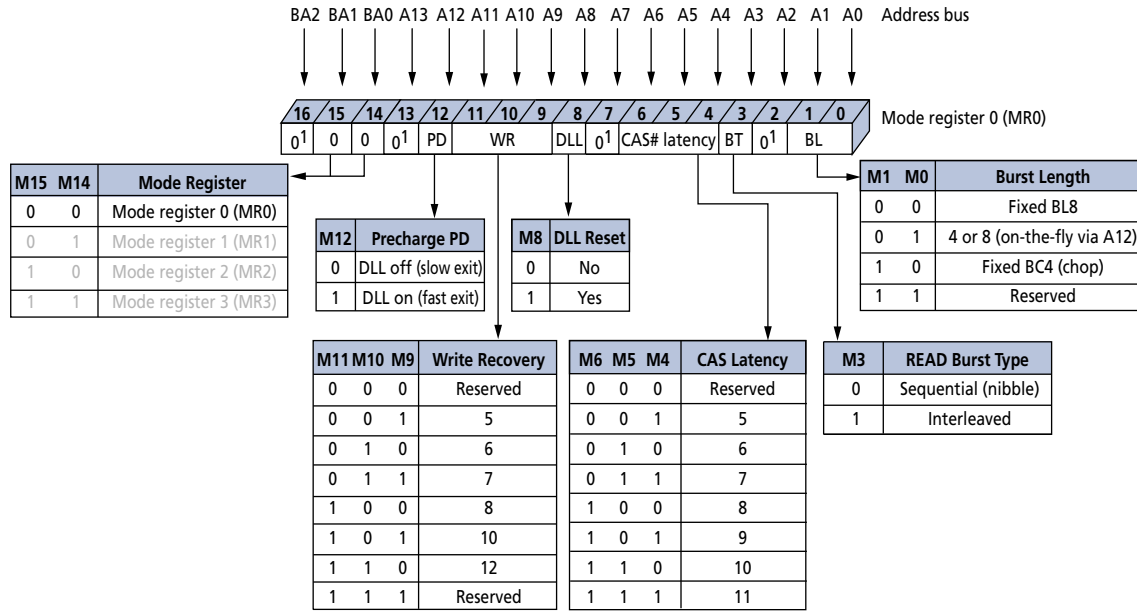 BA2 BA1 BA0 A13 A12 A11 A10 A9 A8 A7 A6 A5 A4 A3 A2 A1 A0 Address bus
16 15 14 13 12 11 10 9 8 7 6 5 4 3 2 1 0
Mode register 0 (MR0)
0¹ 0 0 0¹ PD WR DLL 0¹ CAS# latency BT 0¹ BL
M15 M14 Mode Register
0 0 Mode register 0 (MR0)
0 1 Mode register 1 (MR1)
1 0 Mode register 2 (MR2)
1 1 Mode register 3 (MR3)
M12 Precharge PD
0 DLL off (slow exit)
1 DLL on (fast exit)
M8 DLL Reset
0 No
1 Yes
M1 M0 Burst Length
0 0 Fixed BL8
0 1 4 or 8 (on-the-fly via A12)
1 0 Fixed BC4 (chop)
1 1 Reserved
M11 M10 M9 Write Recovery
0 0 0 Reserved
0 0 1 5
0 1 0 6
0 1 1 7
1 0 0 8
1 0 1 10
1 1 0 12
1 1 1 Reserved
M6 M5 M4 CAS Latency
0 0 0 Reserved
0 0 1 5
0 1 0 6
0 1 1 7
1 0 0 8
1 0 1 9
1 1 0 10
1 1 1 11
M3 READ Burst Type
0 Sequential (nibble)
1 Interleaved